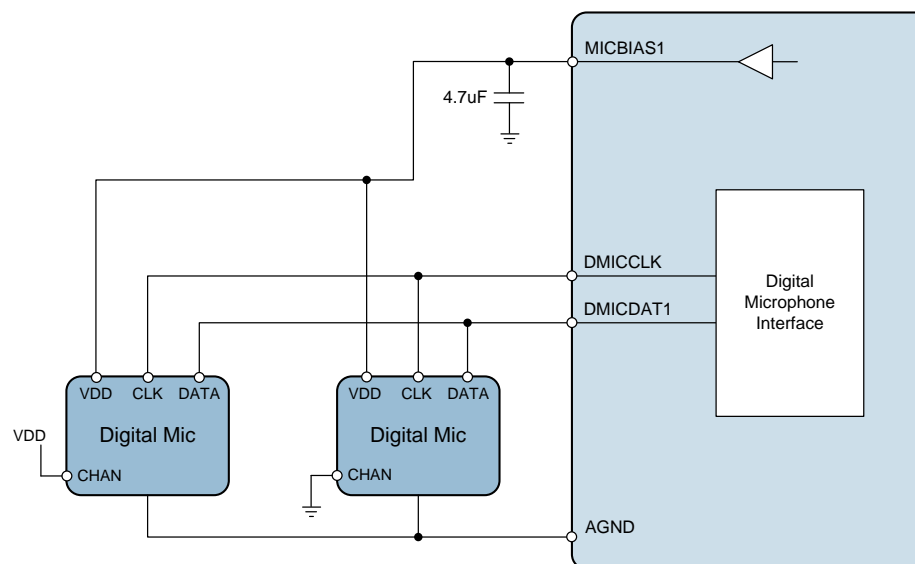 MICBIAS1
4.7uF
DMICCLK
Digital
Microphone
Interface
DMICDAT1
VDD CLK DATA
VDD CLK DATA
Digital Mic
Digital Mic
VDD
CHAN
CHAN
AGND